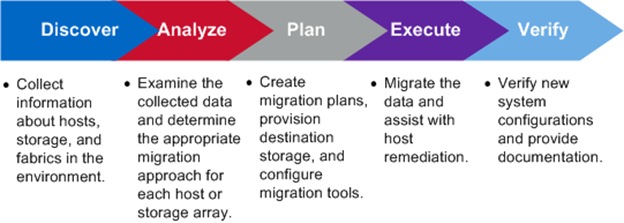 Discover
Analyze
Plan
Execute
Verify
• Collect
information
about hosts,
storage, and
fabrics in the
environment.
• Examine the
collected data
and determine the
appropriate
migration
approach for
each host or
storage array.
• Create
migration plans,
provision
destination
storage, and
configure
migration tools.
• Migrate the
data and
assist with
host
remediation.
• Verify new
system
configurations
and provide
documentation.